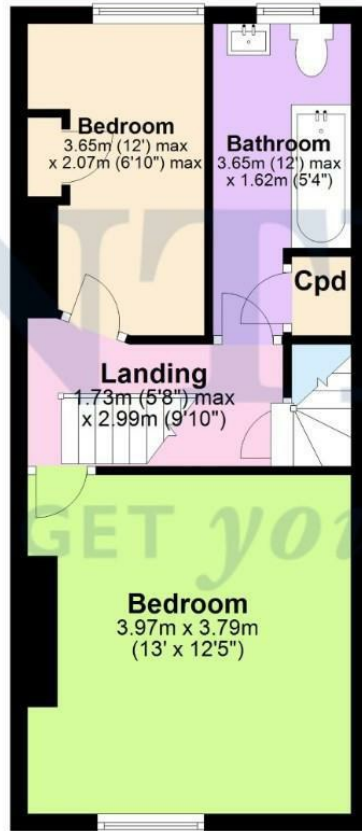 Bedroom
3.65m (12') max
x 2.07m (6'10") max
Bathroom
3.65m (12') max
x 1.62m (5'4")
Cpd
Landing
1.73m (5'8") max
x 2.99m (9'10")
GET you
Bedroom
3.97m x 3.79m
(13' x 12'5")